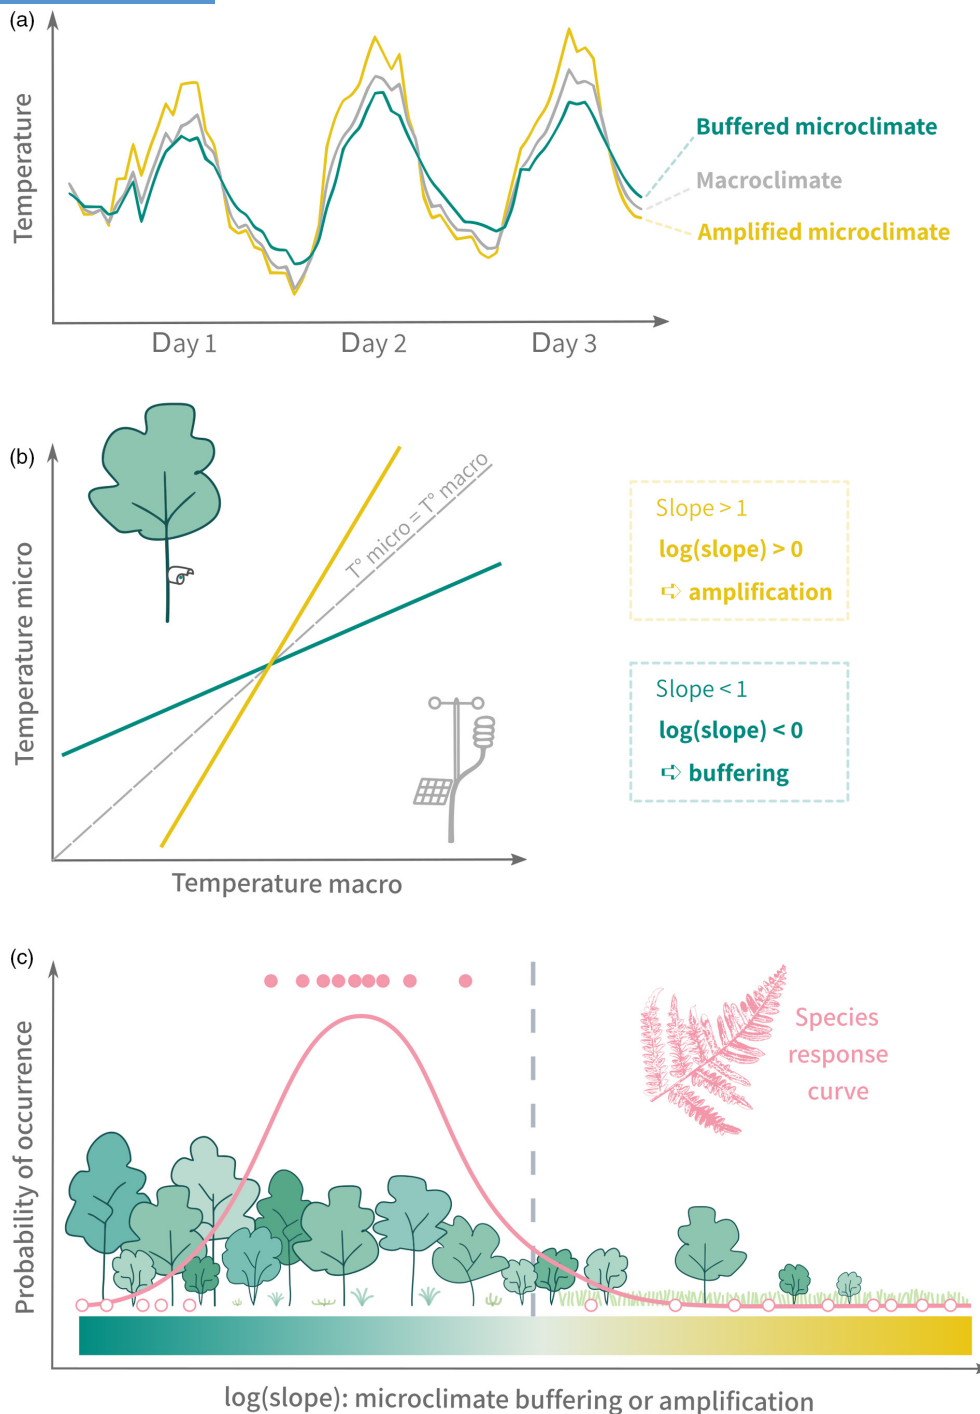 (a)
Temperature
Buffered microclimate
Macroclimate
Amplified microclimate
Day 1
Day 2
Day 3
(b)
Temperature micro
T° micro = T° macro
Temperature macro
Slope > 1
log(slope) > 0
➪ amplification
Slope < 1
log(slope) < 0
➪ buffering
(c)
Probability of occurrence
Species
response
curve
log(slope): microclimate buffering or amplification